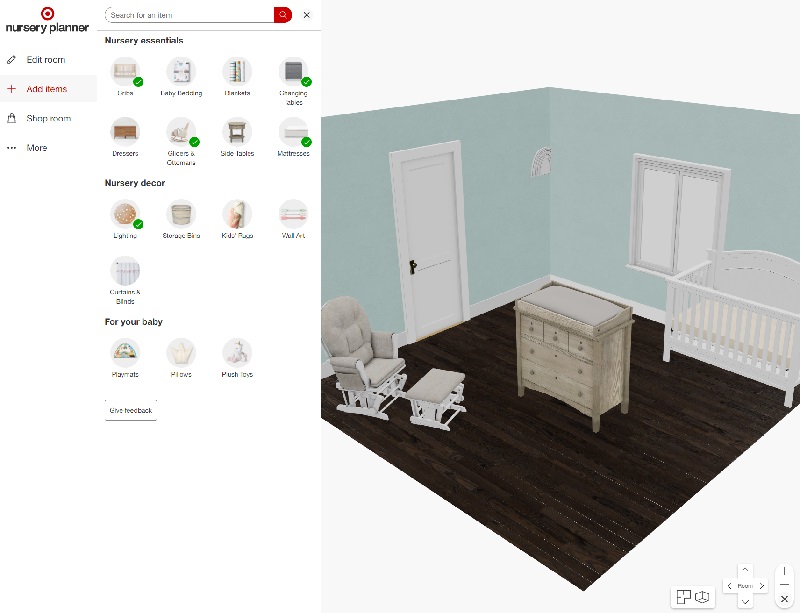 nursery planner
Edit room
Add items
Shop room
More
Search for an item
Nursery essentials
Cribs
Baby Bedding
Blankets
Changing
Tables
Dressers
Gliders &
Ottomans
Side Tables
Mattresses
Nursery decor
Lighting
Storage Bins
Kids' Rugs
Wall Art
Curtains &
Blinds
For your baby
Playmats
Pillows
Plush Toys
Give feedback
Room